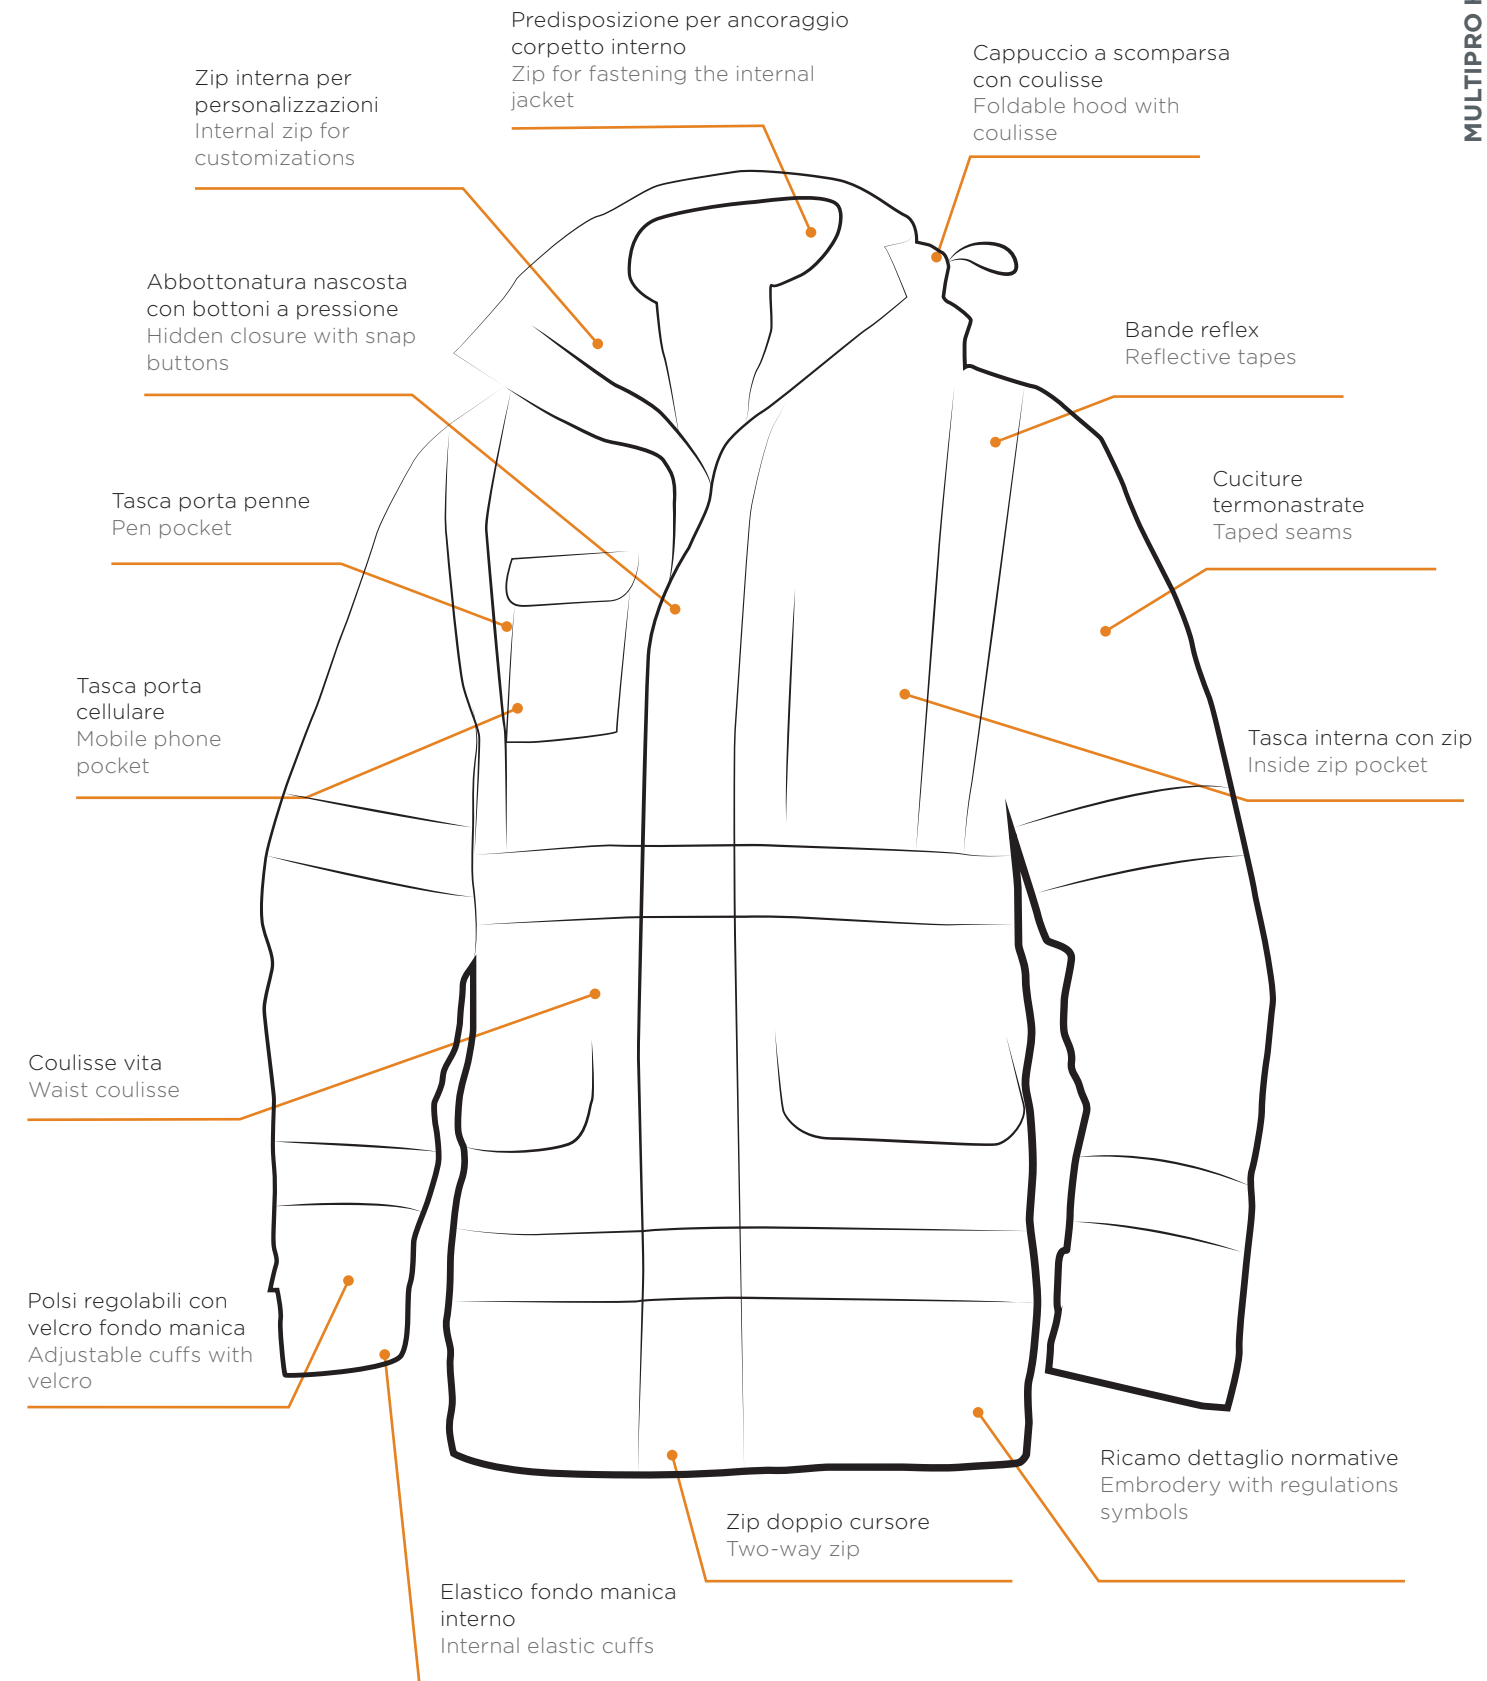 Predisposizione per ancoraggio
corpetto interno
Zip for fastening the internal
jacket
Cappuccio a scomparsa
con coulisse
Foldable hood with
coulisse
MULTIPRO
Zip interna per
personalizzazioni
Internal zip for
customizations
Abbottonatura nascosta
con bottoni a pressione
Hidden closure with snap
buttons
Bande reflex
Reflective tapes
Tasca porta penne
Pen pocket
Cuciture
termonastrate
Taped seams
Tasca porta
cellulare
Mobile phone
pocket
Tasca interna con zip
Inside zip pocket
Coulisse vita
Waist coulisse
Polsi regolabili con
velcro fondo manica
Adjustable cuffs with
velcro
Ricamo dettaglio normative
Embrodery with regulations
symbols
Zip doppio cursore
Two-way zip
Elastico fondo manica
interno
Internal elastic cuffs